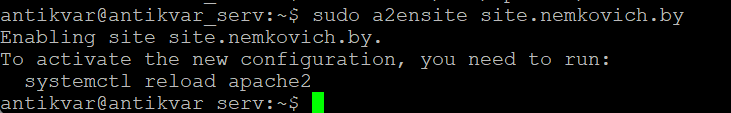 antikvar@antikvar_serv:~$ sudo a2ensite site.nemkovich.by
Enabling site site.nemkovich.by.
To activate the new configuration, you need to run:
  systemctl reload apache2
antikvar@antikvar_serv:~$